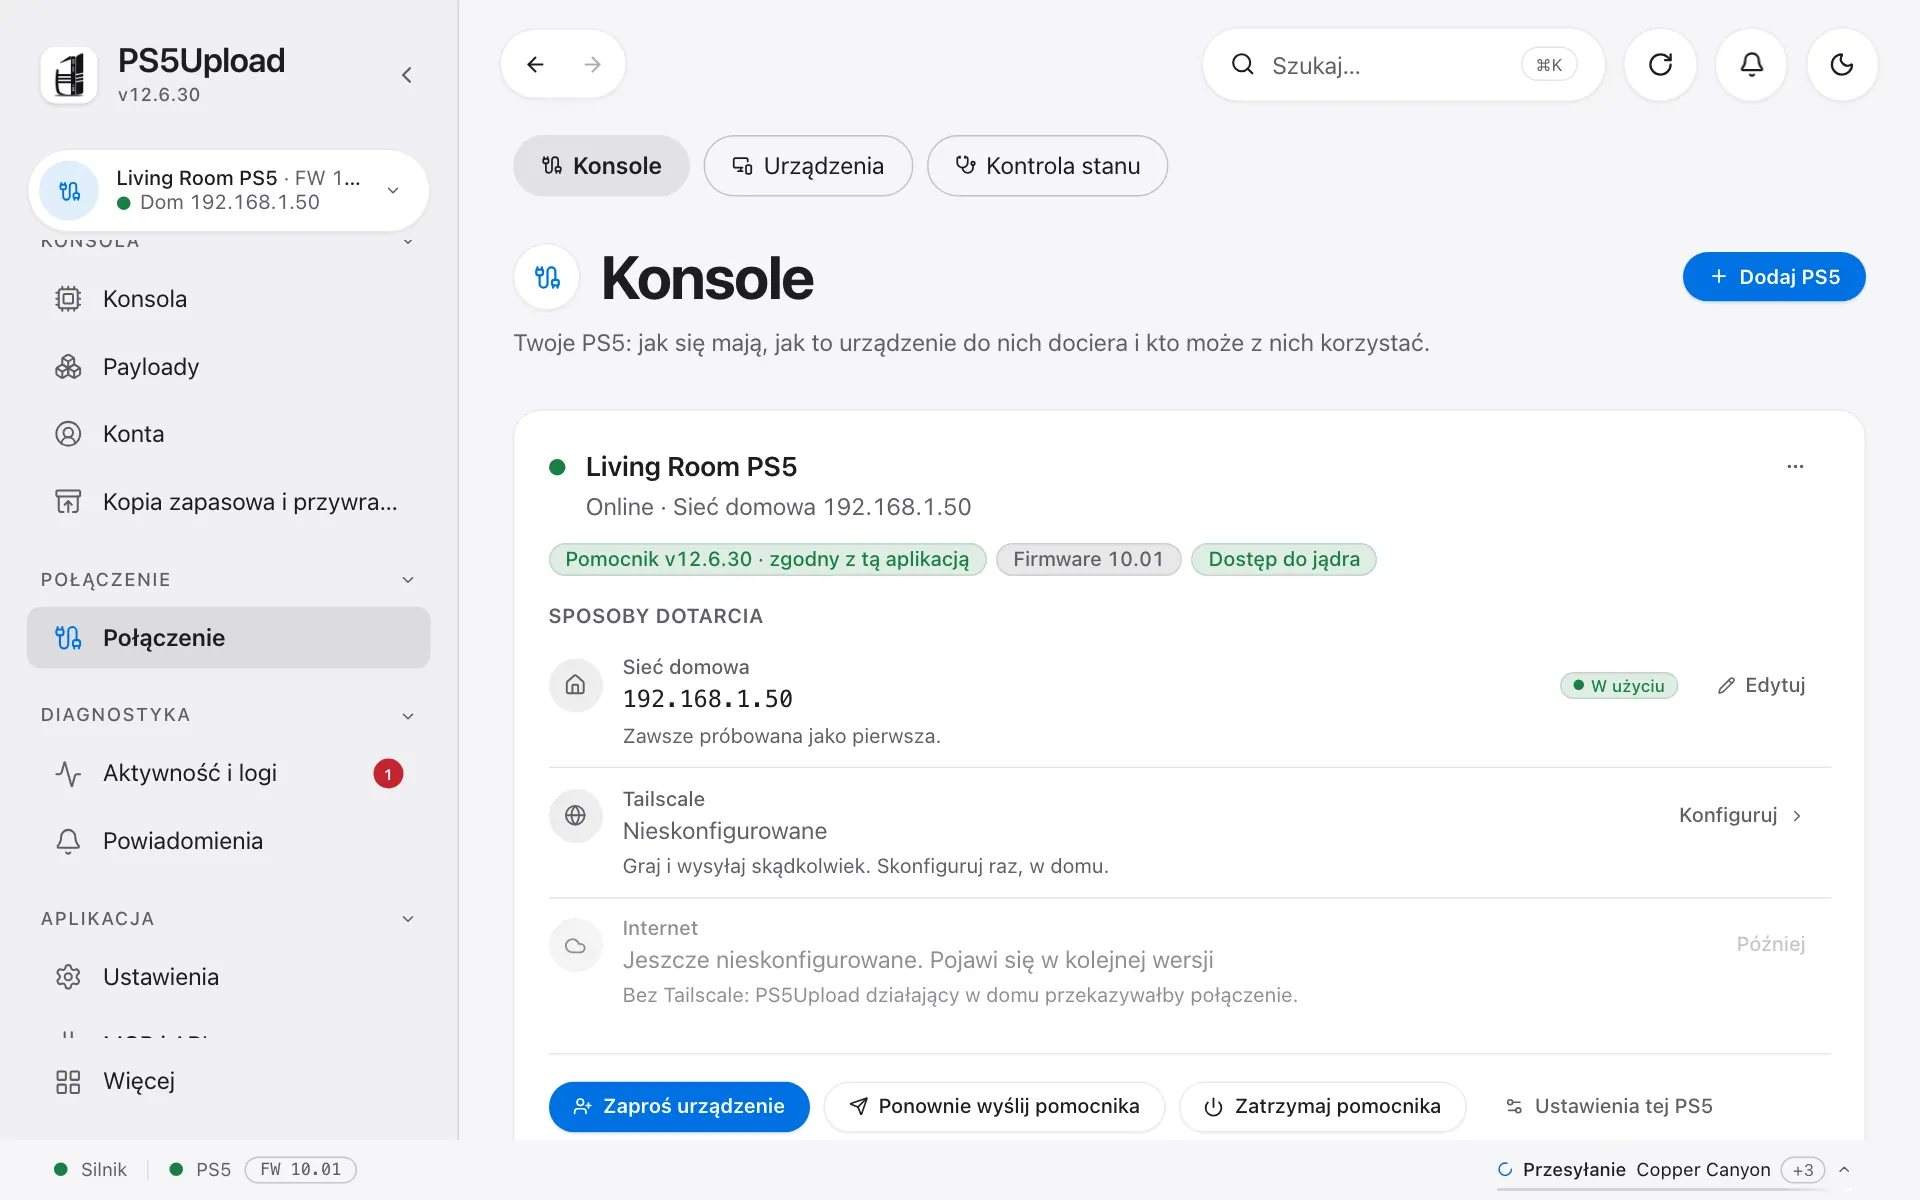 PS5Upload
v12.6.30
Living Room PS5 · FW 1...
Dom 192.168.1.50
KONSOLA
Konsola
Payloady
Konta
Kopia zapasowa i przywra...
POŁĄCZENIE
Połączenie
DIAGNOSTYKA
Aktywność i logi
1
Powiadomienia
APLIKACJA
Ustawienia
Więcej
Szukaj...
⌘K
Konsole
Urządzenia
Kontrola stanu
Konsole
Dodaj PS5
Twoje PS5: jak się mają, jak to urządzenie do nich dociera i kto może z nich korzystać.
Living Room PS5
Online · Sieć domowa 192.168.1.50
Pomocnik v12.6.30 · zgodny z tą aplikacją
Firmware 10.01
Dostęp do jądra
SPOSOBY DOTARCIA
Sieć domowa
192.168.1.50
Zawsze próbowana jako pierwsza.
W użyciu
Edytuj
Tailscale
Nieskonfigurowane
Graj i wysyłaj skądkolwiek. Skonfiguruj raz, w domu.
Konfiguruj
Internet
Jeszcze nieskonfigurowane. Pojawi się w kolejnej wersji
Bez Tailscale: PS5Upload działający w domu przekazywałby połączenie.
Później
Zaproś urządzenie
Ponownie wyślij pomocnika
Zatrzymaj pomocnika
Ustawienia tej PS5
Silnik
PS5
FW 10.01
Przesyłanie Copper Canyon +3